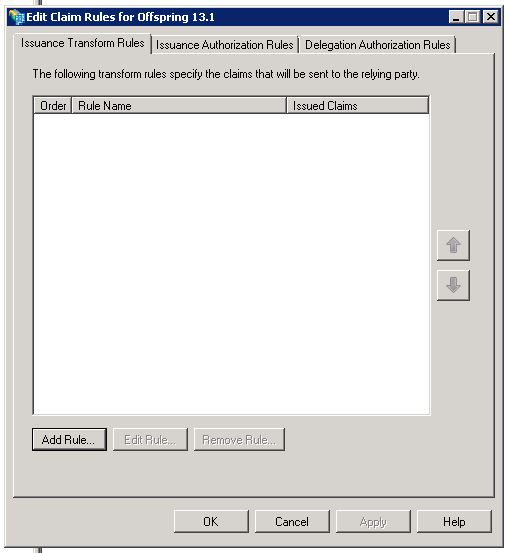 Edit Claim Rules for Offspring 13.1
Issuance Transform Rules Issuance Authorization Rules Delegation Authorization Rules
The following transform rules specify the claims that will be sent to the relying party.
Order Rule Name Issued Claims
Add Rule... Edit Rule... Remove Rule...
OK Cancel Apply Help